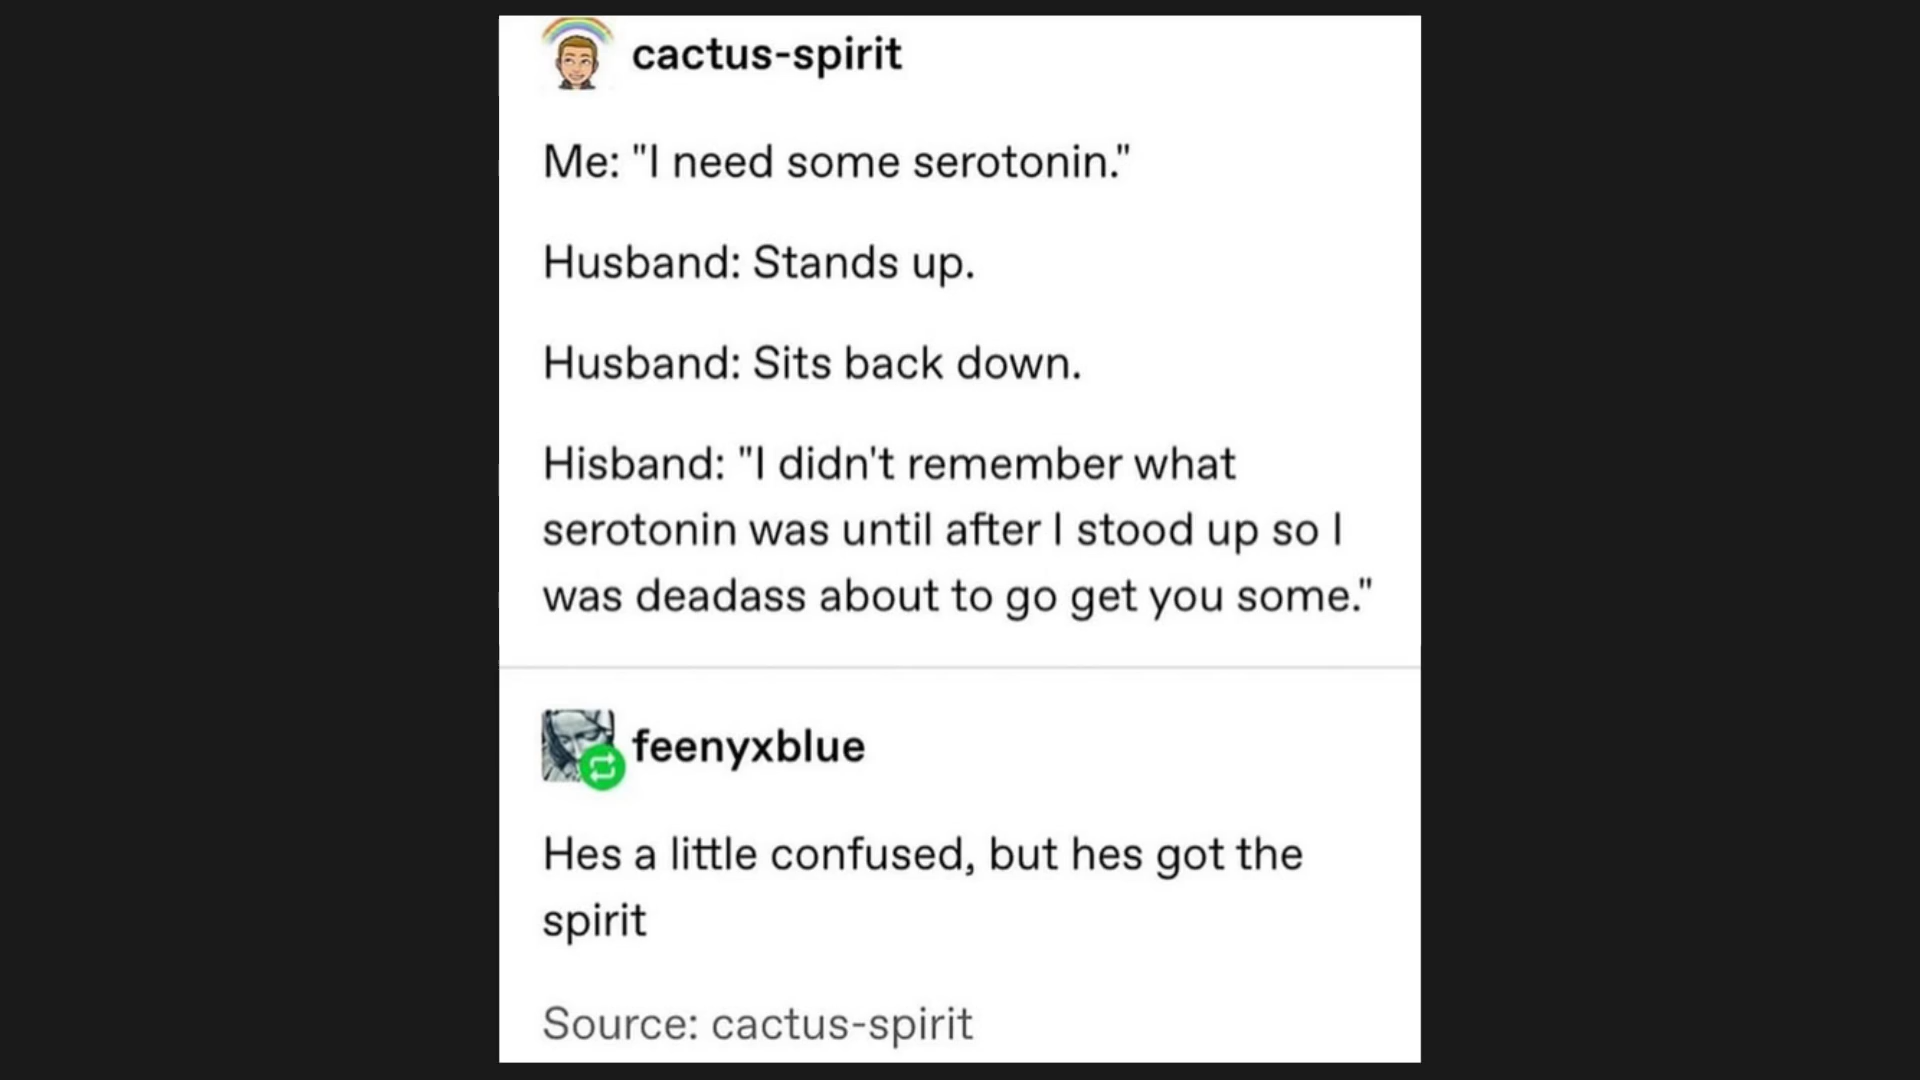 cactus-spirit
Me: "I need some serotonin."
Husband: Stands up.
Husband: Sits back down.
Hisband: "I didn't remember what
serotonin was until after I stood up so I
was deadass about to go get you some."
feenyxblue
Hes a little confused, but hes got the
spirit
Source: cactus-spirit